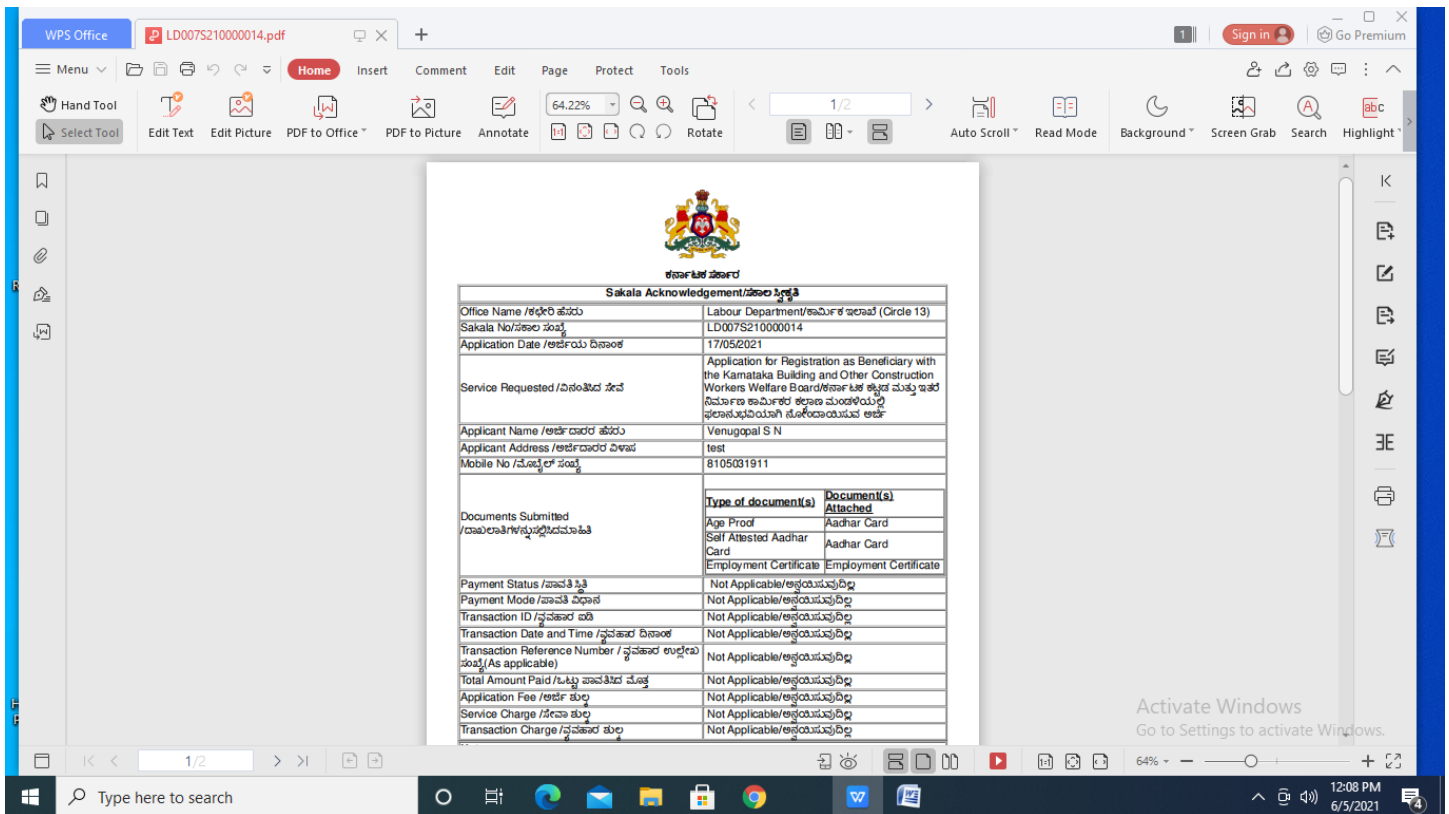 WPS Office
LD007S210000014.pdf
1
Sign in
Go Premium
Menu
Home Insert Comment Edit Page Protect Tools
Hand Tool
Select Tool
Edit Text Edit Picture PDF to Office PDF to Picture Annotate
64.22%
Rotate
1/2
Auto Scroll Read Mode Background Screen Grab Search Highlight
ಕರ್ನಾಟಕ ಸರ್ಕಾರ
Sakala Acknowledgement/ಸಕಾಲ ಸ್ವೀಕೃತಿ
Office Name /ಕಛೇರಿ ಹೆಸರು Labour Department/ಕಾರ್ಮಿಕ ಇಲಾಖೆ (Circle 13)
Sakala No/ಸಕಾಲ ಸಂಖ್ಯೆ LD007S210000014
Application Date /ಅರ್ಜಿಯ ದಿನಾಂಕ 17/05/2021
Service Requested /ವಿನಂತಿಸಿದ ಸೇವೆ
Application for Registration as Beneficiary with
the Karnataka Building and Other Construction
Workers Welfare Board/ಕರ್ನಾಟಕ ಕಟ್ಟಡ ಮತ್ತು ಇತರೆ
ನಿರ್ಮಾಣ ಕಾರ್ಮಿಕರ ಕಲ್ಯಾಣ ಮಂಡಳಿಯಲ್ಲಿ
ಫಲಾನುಭವಿಯಾಗಿ ನೋಂದಾಯಿಸುವ ಅರ್ಜಿ
Applicant Name /ಅರ್ಜಿದಾರರ ಹೆಸರು Venugopal S N
Applicant Address /ಅರ್ಜಿದಾರರ ವಿಳಾಸ test
Mobile No /ಮೊಬೈಲ್ ಸಂಖ್ಯೆ 8105031911
Documents Submitted
/ದಾಖಲಾತಿಗಳನ್ನುಸಲ್ಲಿಸಿದಮಾಹಿತಿ
Type of document(s) Document(s) Attached
Age Proof Aadhar Card
Self Attested Aadhar Card Aadhar Card
Employment Certificate Employment Certificate
Payment Status /ಪಾವತಿ ಸ್ಥಿತಿ Not Applicable/ಅನ್ವಯಿಸುವುದಿಲ್ಲ
Payment Mode /ಪಾವತಿ ವಿಧಾನ Not Applicable/ಅನ್ವಯಿಸುವುದಿಲ್ಲ
Transaction ID /ವ್ಯವಹಾರ ಐಡಿ Not Applicable/ಅನ್ವಯಿಸುವುದಿಲ್ಲ
Transaction Date and Time /ವ್ಯವಹಾರ ದಿನಾಂಕ Not Applicable/ಅನ್ವಯಿಸುವುದಿಲ್ಲ
Transaction Reference Number / ವ್ಯವಹಾರ ಉಲ್ಲೇಖ
ಸಂಖ್ಯೆ(As applicable) Not Applicable/ಅನ್ವಯಿಸುವುದಿಲ್ಲ
Total Amount Paid /ಒಟ್ಟು ಪಾವತಿಸಿದ ಮೊತ್ತ Not Applicable/ಅನ್ವಯಿಸುವುದಿಲ್ಲ
Application Fee /ಅರ್ಜಿ ಶುಲ್ಕ Not Applicable/ಅನ್ವಯಿಸುವುದಿಲ್ಲ
Service Charge /ಸೇವಾ ಶುಲ್ಕ Not Applicable/ಅನ್ವಯಿಸುವುದಿಲ್ಲ
Transaction Charge /ವ್ಯವಹಾರ ಶುಲ್ಕ Not Applicable/ಅನ್ವಯಿಸುವುದಿಲ್ಲ
Activate Windows
Go to Settings to activate Windows.
1/2
64%
Type here to search
12:08 PM
6/5/2021
4